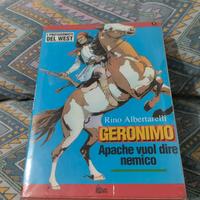 I PROTAGONISTI
DEL WEST
Rino Albertarelli
GERONIMO
Apache vuol dire
nemico